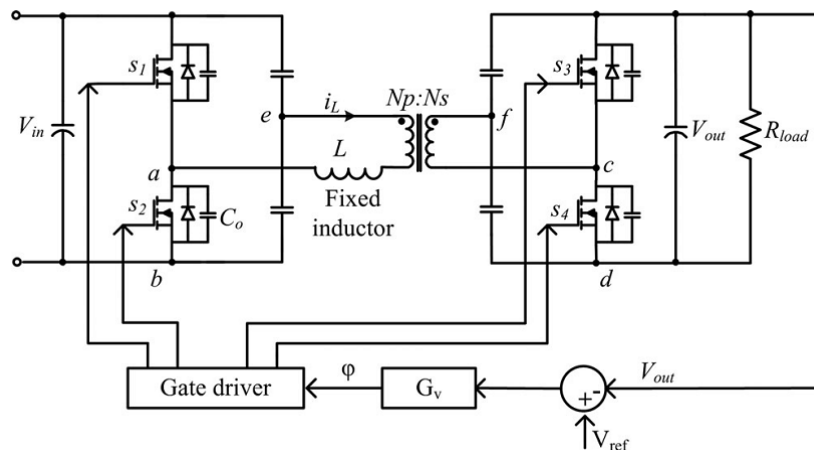 s1
s3
Np:Ns
e
iL
f
Vin
Vout
Rload
L
a
c
Fixed
inductor
s2
Co
s4
b
d
Gate driver
φ
Gv
+
-
Vout
Vref